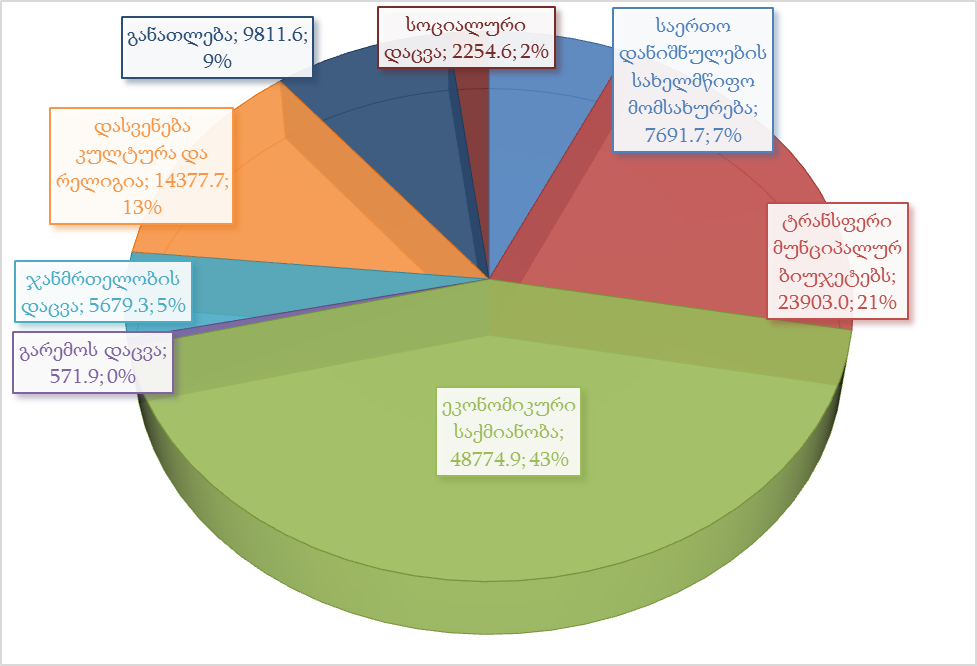 განათლება; 9811.6;
9%
სოციალური
დაცვა; 2254.6; 2%
საერთო
დანიშნულების
სახელმწიფო
მომსახურება;
7691.7; 7%
დასვენება
კულტურა და
რელიგია; 14377.7;
13%
ტრანსფერი
მუნციპალურ
ბიუჯეტებს;
23903.0; 21%
ჯანმრთელობის
დაცვა; 5679.3; 5%
გარემოს დაცვა;
571.9; 0%
ეკონომიკური
საქმიანობა;
48774.9; 43%